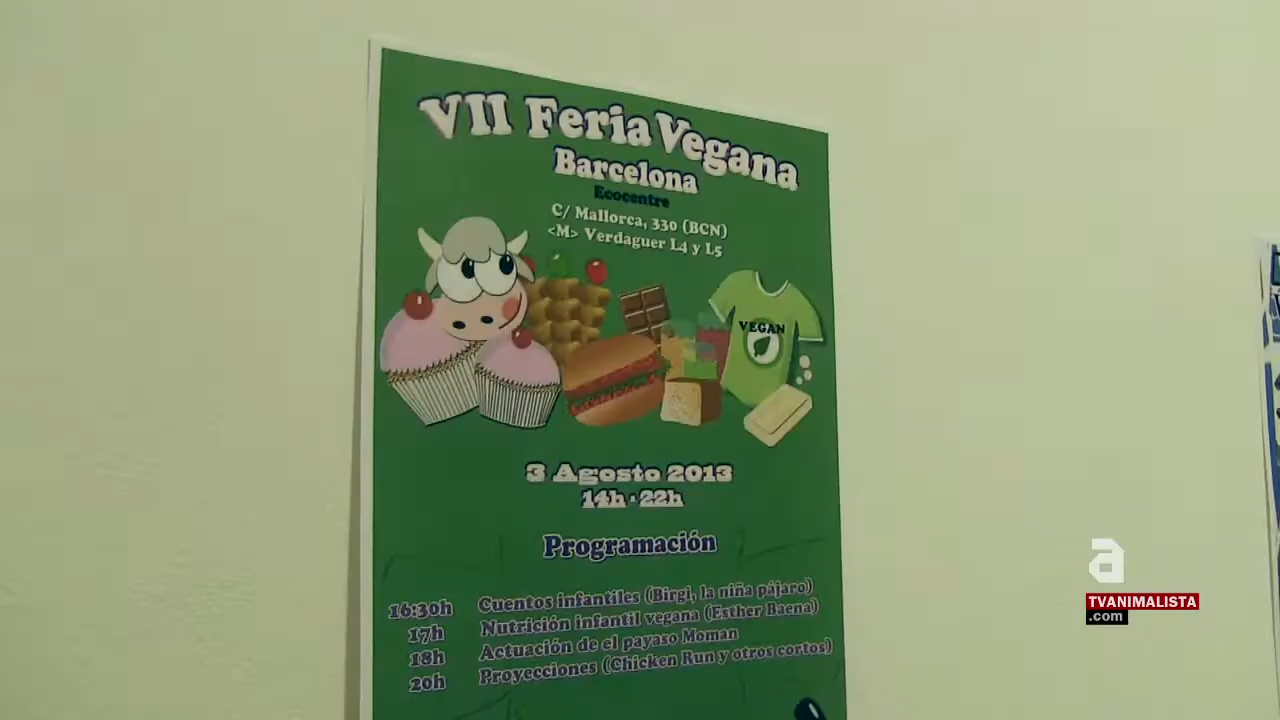 VII Feria Vegana
Barcelona
Ecocentre
C/ Mallorca, 330 (BCN)
<M> Verdaguer L4 y L5
VEGAN
3 Agosto 2013
14h · 22h
Programación
16:30h Cuentos infantiles (Birgi, la niña pájaro)
17h Nutrición infantil vegana (Esther Baena)
18h Actuación de el payaso Moman
20h Proyecciones (Chicken Run y otros cortos)
a
TVANIMALISTA
.com